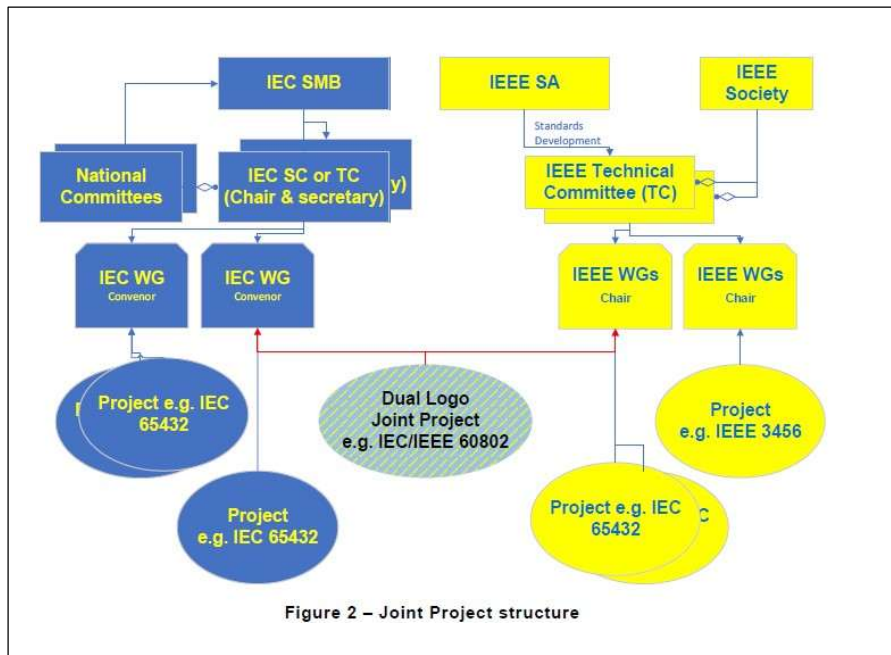 IEC SMB
IEEE SA
IEEE
Society
Standards
Development
National
Committees
IEC SC or TC
(Chair & secretary)
y)
IEEE Technical
Committee (TC)
IEC WG
Convenor
IEC WG
Convenor
IEEE WGs
Chair
IEEE WGs
Chair
Project e.g. IEC
65432
Dual Logo
Joint Project
e.g. IEC/IEEE 60802
Project
e.g. IEEE 3456
Project
e.g. IEC 65432
Project e.g. IEC
65432
C
Figure 2 – Joint Project structure